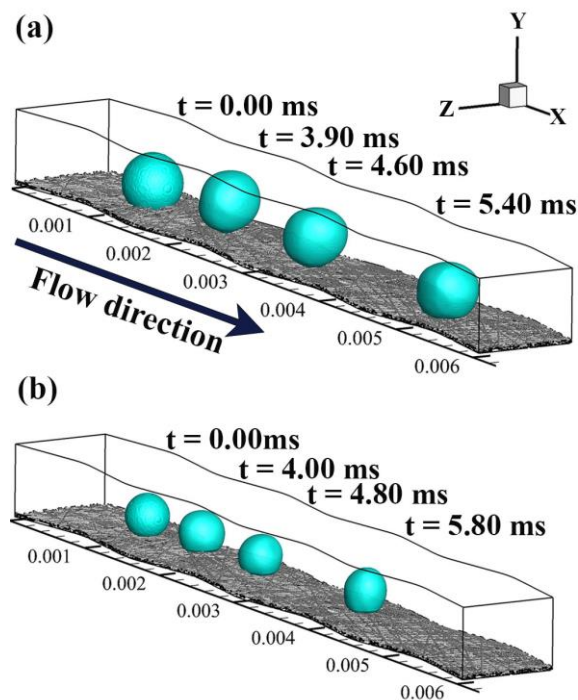 (a)
Y
Z
X
t = 0.00 ms
t = 3.90 ms
t = 4.60 ms
t = 5.40 ms
0.001
0.002
0.003
0.004
0.005
0.006
Flow direction
(b)
t = 0.00ms
t = 4.00 ms
t = 4.80 ms
t = 5.80 ms
0.001
0.002
0.003
0.004
0.005
0.006